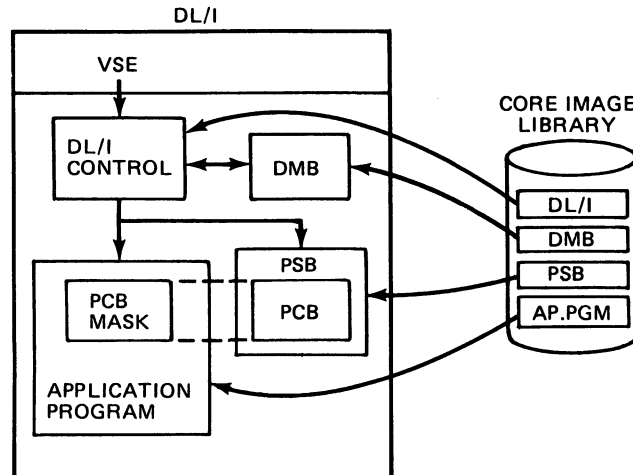 DL/I
VSE
CORE IMAGE
LIBRARY
DL/I
CONTROL
DMB
DL/I
DMB
PSB
AP.PGM
PSB
PCB
MASK
PCB
APPLICATION
PROGRAM